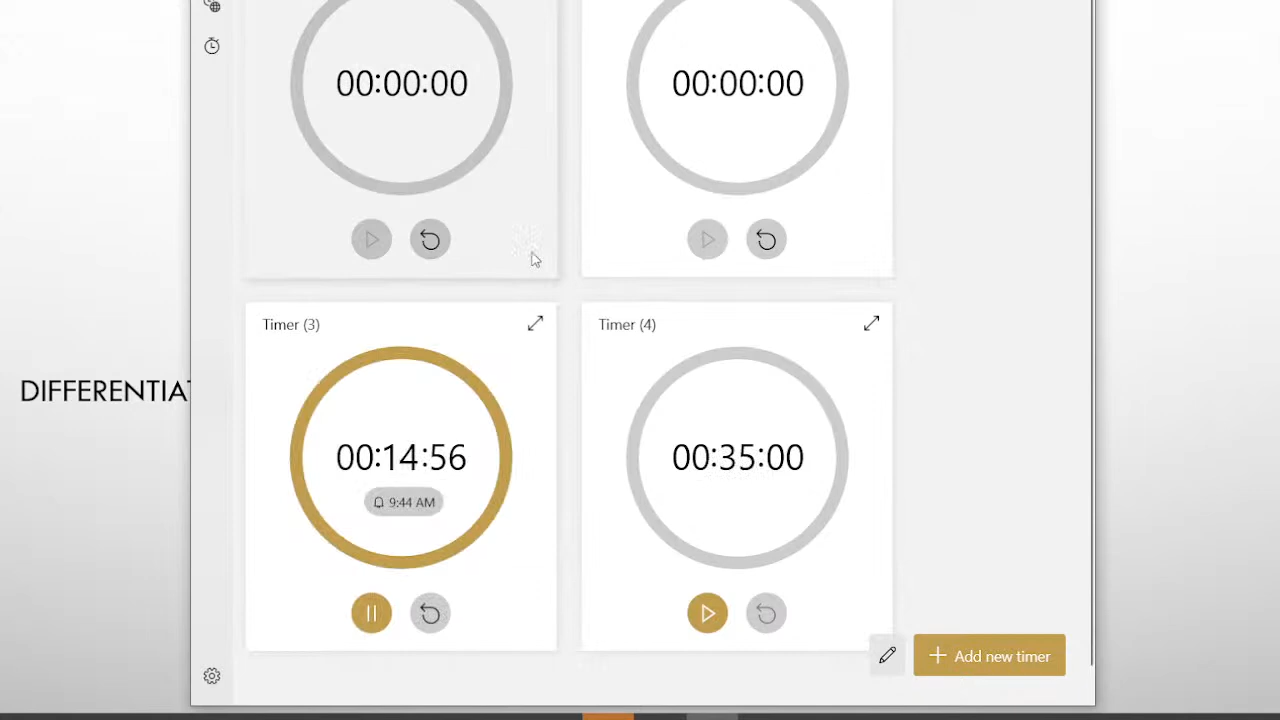 00:00:00
00:00:00
Timer (3)
Timer (4)
DIFFERENTIAT
00:14:56
00:35:00
9:44 AM
Add new timer